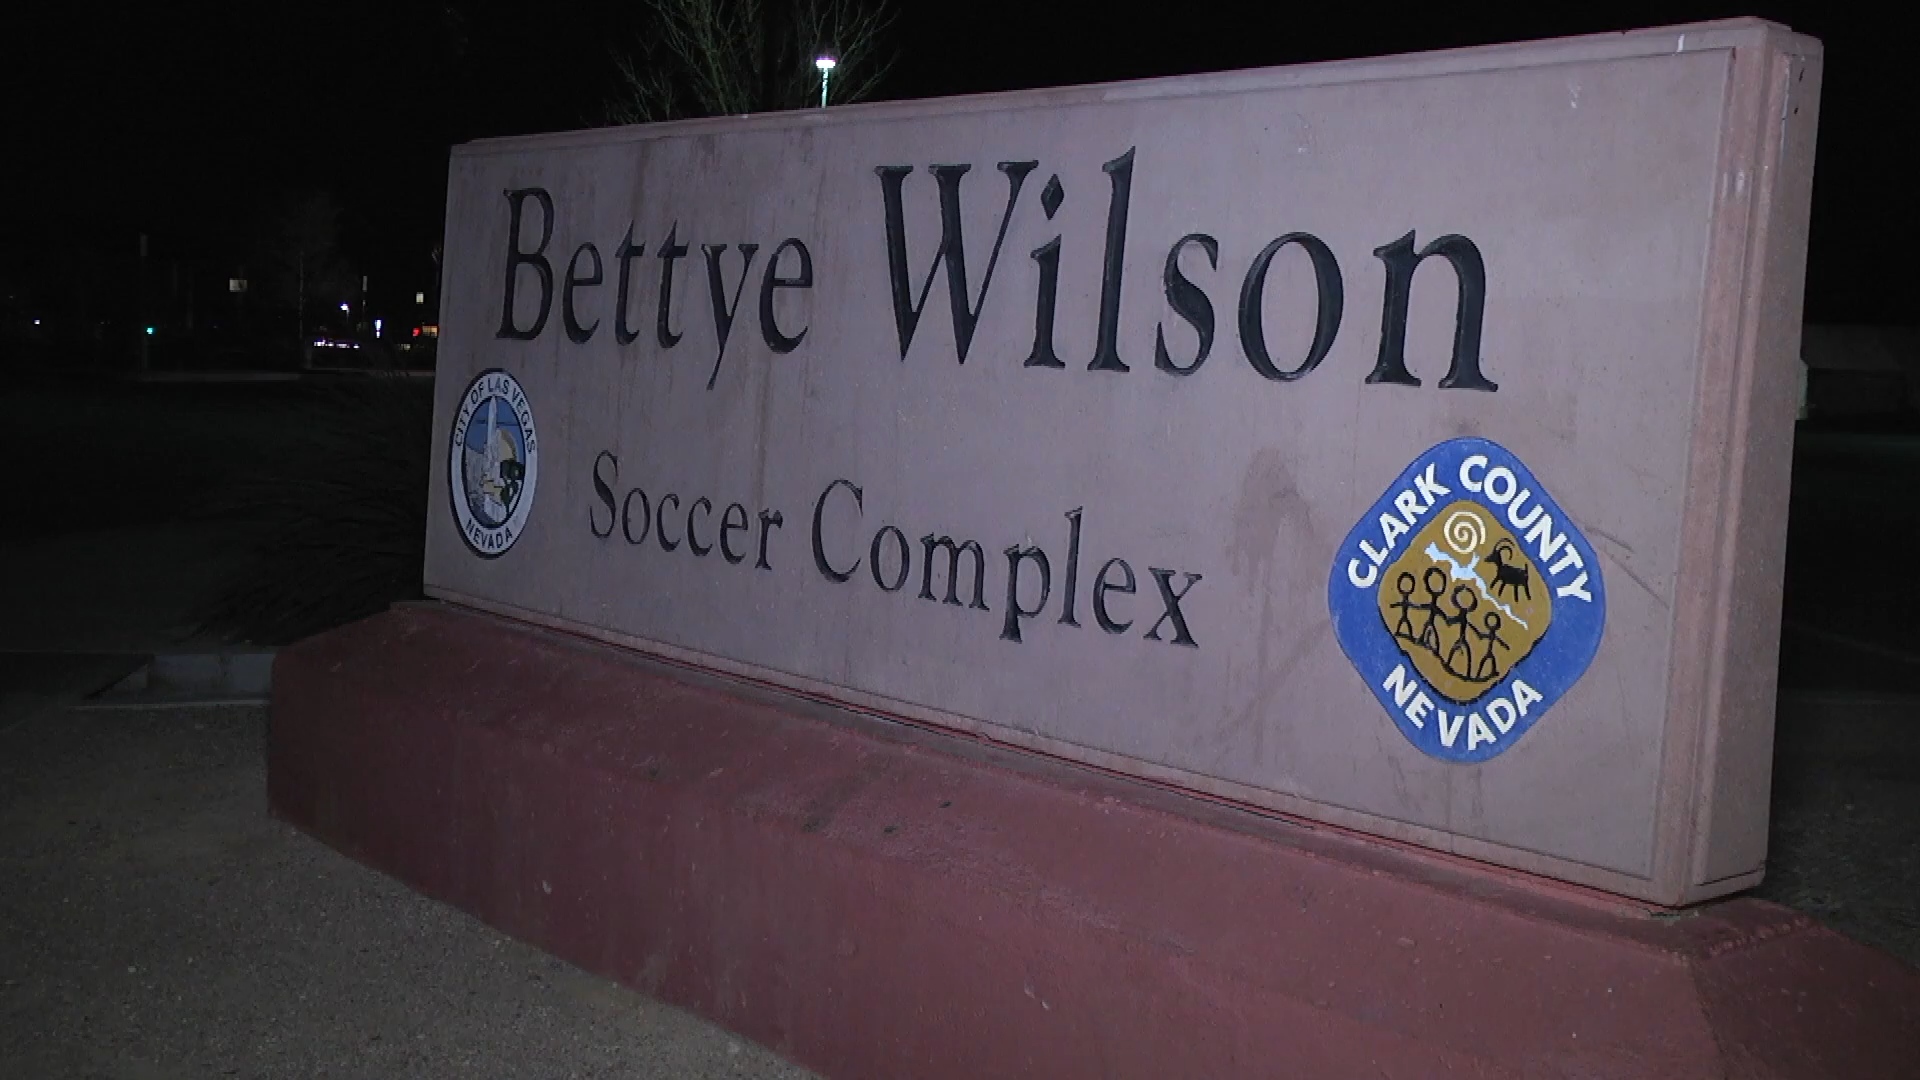 Bettye Wilson
Soccer Complex
CITY OF LAS VEGAS
NEVADA
CLARK COUNTY
NEVADA